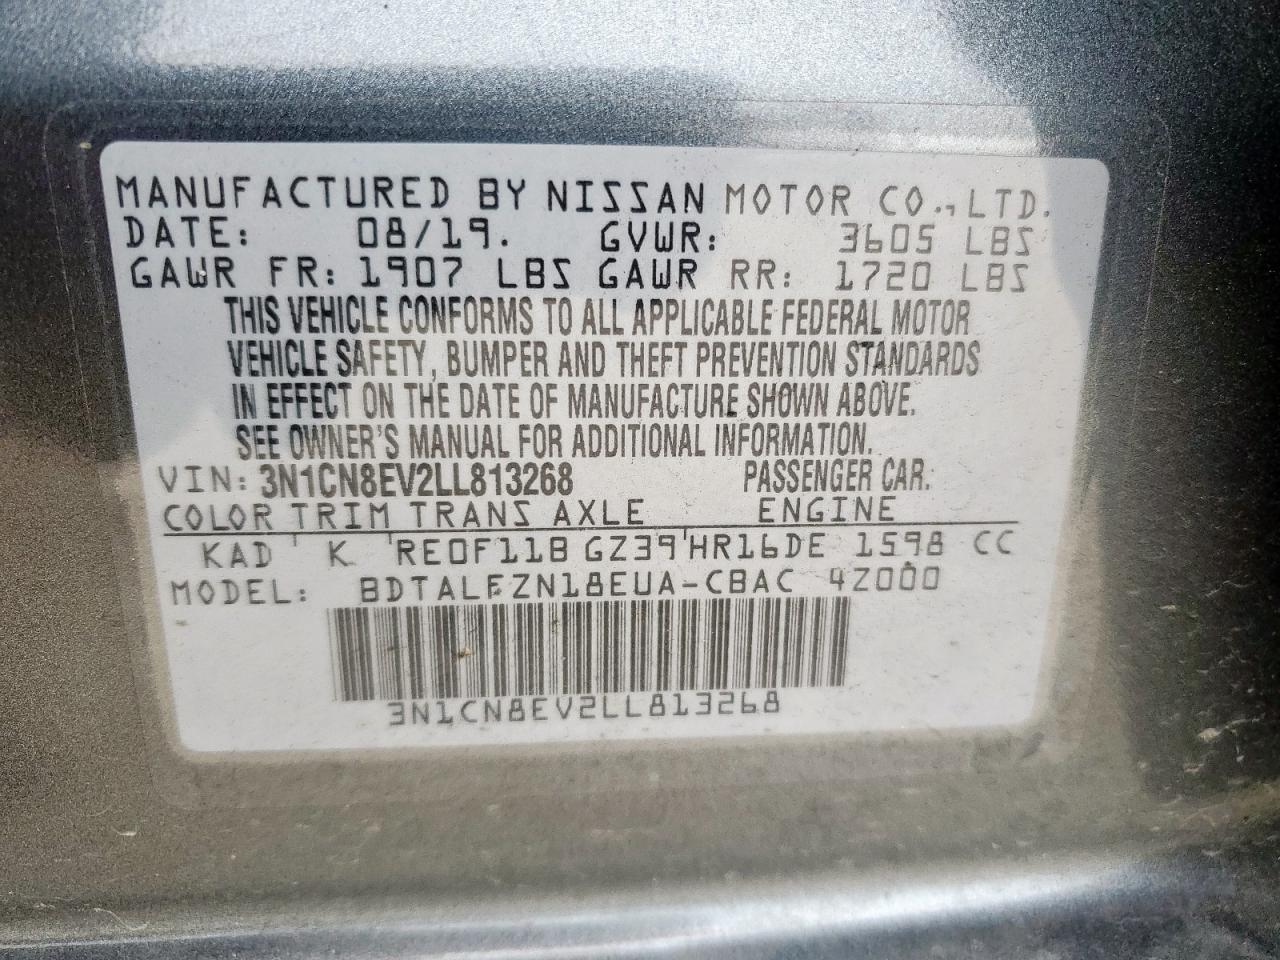 MANUFACTURED BY NISSAN MOTOR CO., LTD.
DATE: 08/19. GVWR: 3605 LBS
GAWR FR: 1907 LBS GAWR RR: 1720 LBS
THIS VEHICLE CONFORMS TO ALL APPLICABLE FEDERAL MOTOR
VEHICLE SAFETY, BUMPER AND THEFT PREVENTION STANDARDS
IN EFFECT ON THE DATE OF MANUFACTURE SHOWN ABOVE.
SEE OWNER'S MANUAL FOR ADDITIONAL INFORMATION.
VIN: 3N1CN8EV2LL813268 PASSENGER CAR.
COLOR TRIM TRANS AXLE ENGINE
KAD K RE0F11B GZ39 HR16DE 1598 CC
MODEL: BDTALEZN18EUA-CBAC 4Z000
3N1CN8EV2LL813268